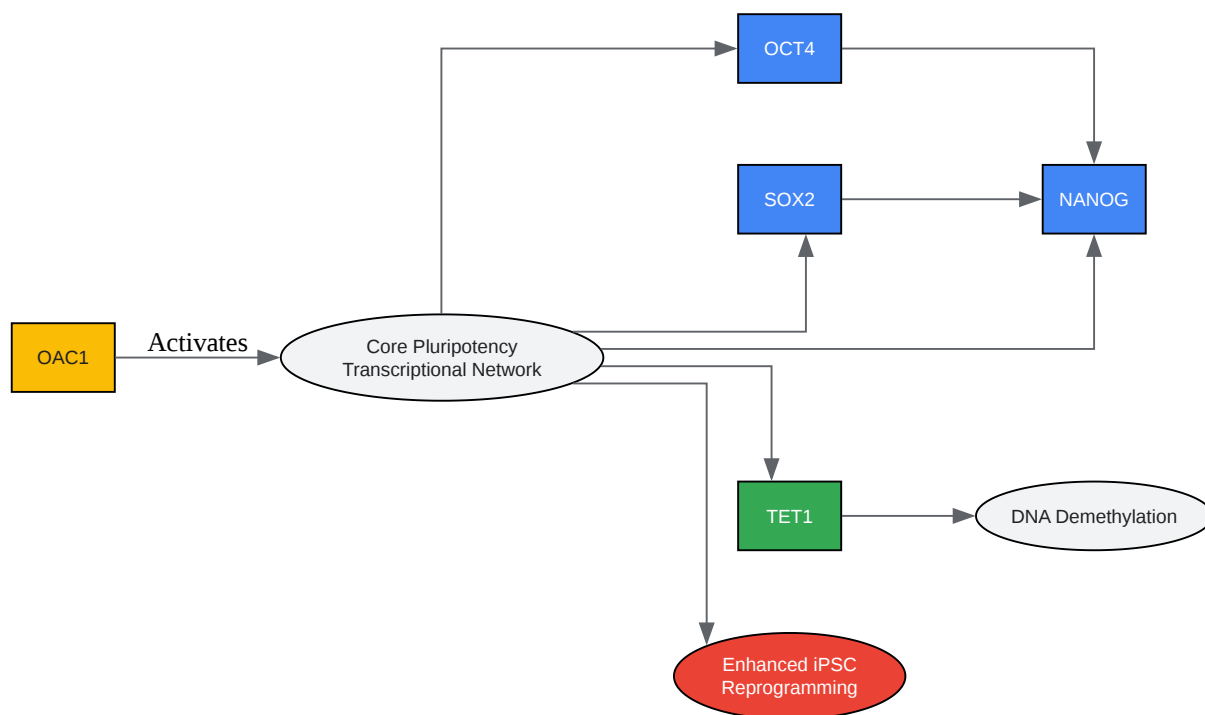 OCT4
SOX2
NANOG
OAC1
Activates
Core Pluripotency
Transcriptional Network
TET1
DNA Demethylation
Enhanced iPSC
Reprogramming